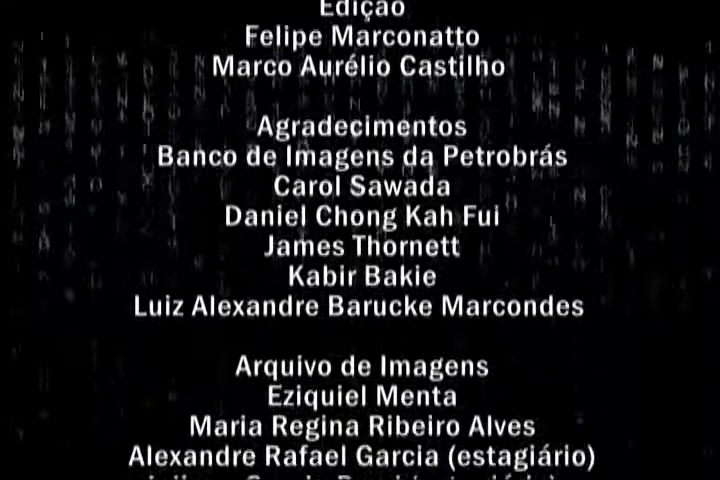 Edição
Felipe Marconatto
Marco Aurélio Castilho
Agradecimentos
Banco de Imagens da Petrobrás
Carol Sawada
Daniel Chong Kah Fui
James Thornett
Kabir Bakie
Luiz Alexandre Barucke Marcondes
Arquivo de Imagens
Eziquiel Menta
Maria Regina Ribeiro Alves
Alexandre Rafael Garcia (estagiário)